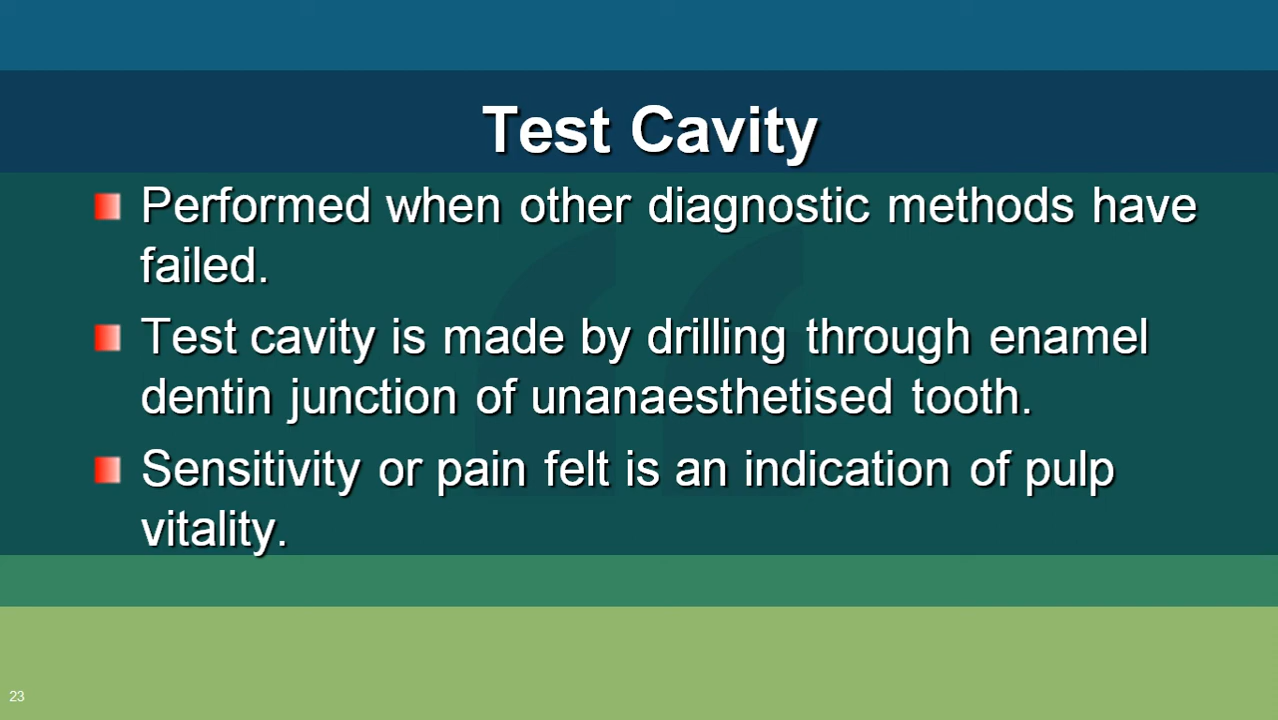 Test Cavity
Performed when other diagnostic methods have
failed.
Test cavity is made by drilling through enamel
dentin junction of unanaesthetised tooth.
Sensitivity or pain felt is an indication of pulp
vitality.
23